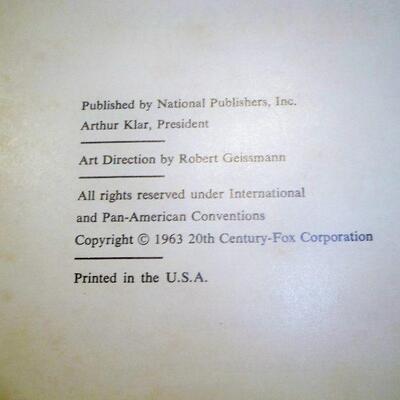 Published by National Publishers, Inc.
Arthur Klar, President
Art Direction by Robert Geissmann
All rights reserved under International
and Pan-American Conventions
Copyright © 1963 20th Century-Fox Corporation
Printed in the U.S.A.